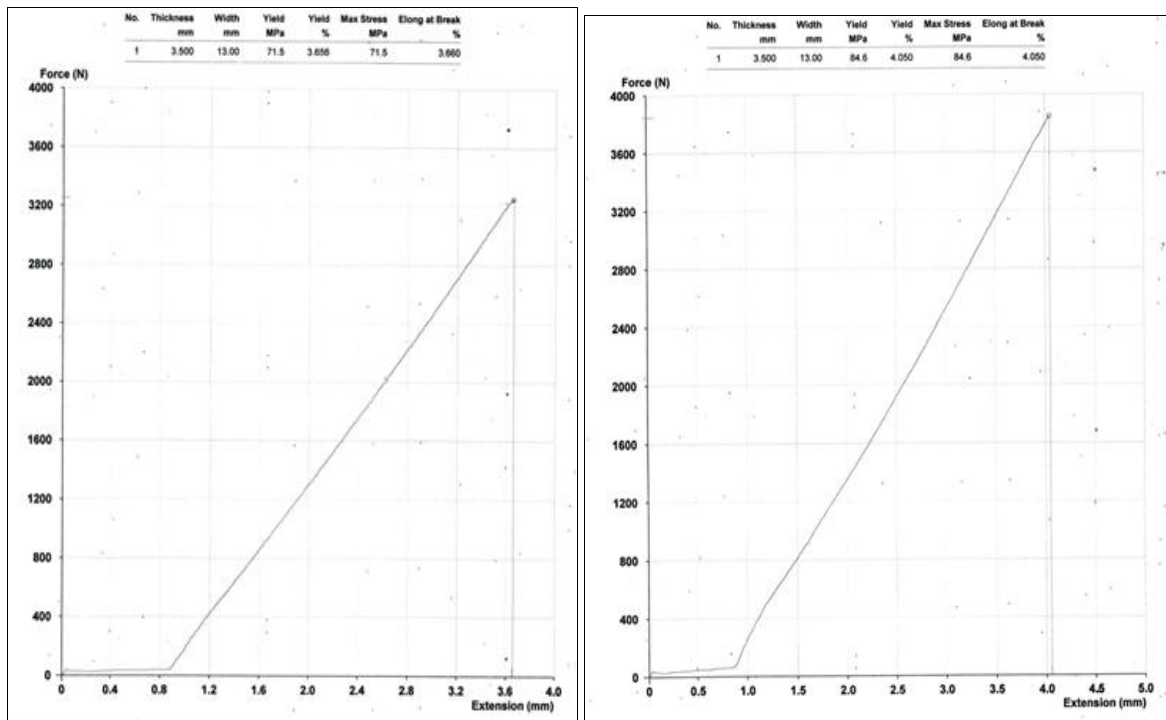 No. Thickness Width Yield Yield Max Stress Elong at Break
mm mm MPa % MPa %
1 3.500 13.00 71.5 3.656 71.5 3.660
Force (N)
4000
3600
3200
2800
2400
2000
1600
1200
800
400
0
0 0.4 0.8 1.2 1.6 2.0 2.4 2.8 3.2 3.6 4.0
Extension (mm)
No. Thickness Width Yield Yield Max Stress Elong at Break
mm mm MPa % MPa %
1 3.500 13.00 84.6 4.050 84.6 4.050
Force (N)
4000
3600
3200
2800
2400
2000
1600
1200
800
400
0
0 0.5 1.0 1.5 2.0 2.5 3.0 3.5 4.0 4.5 5.0
Extension (mm)